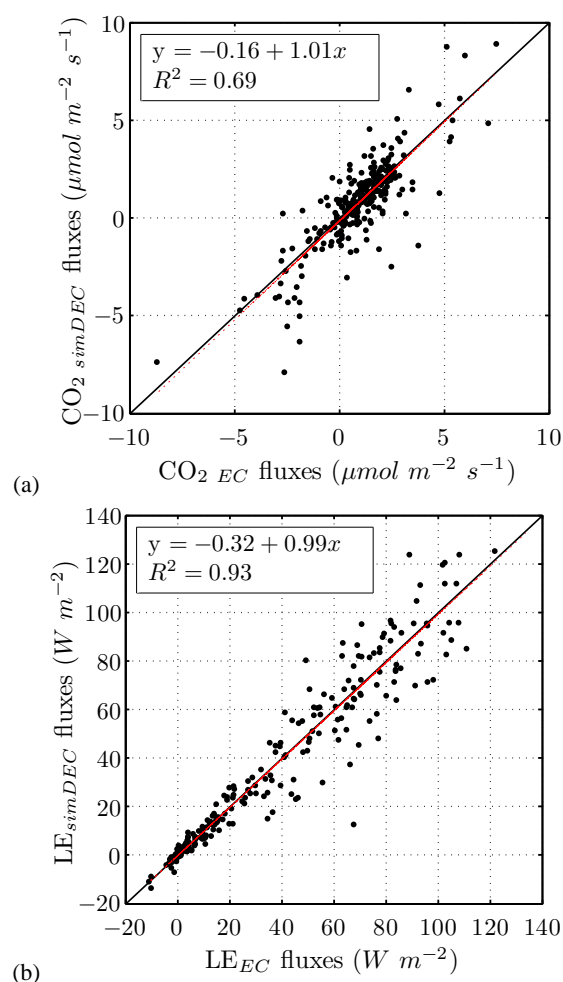 y = −0.16 + 1.01x
R² = 0.69
10
5
0
−5
−10
CO₂ simDEC fluxes (μmol m⁻² s⁻¹)
−10 −5 0 5 10
CO₂ EC fluxes (μmol m⁻² s⁻¹)
(a)
y = −0.32 + 0.99x
R² = 0.93
140
120
100
80
60
40
20
0
−20
LE simDEC fluxes (W m⁻²)
−20 0 20 40 60 80 100 120 140
LE EC fluxes (W m⁻²)
(b)